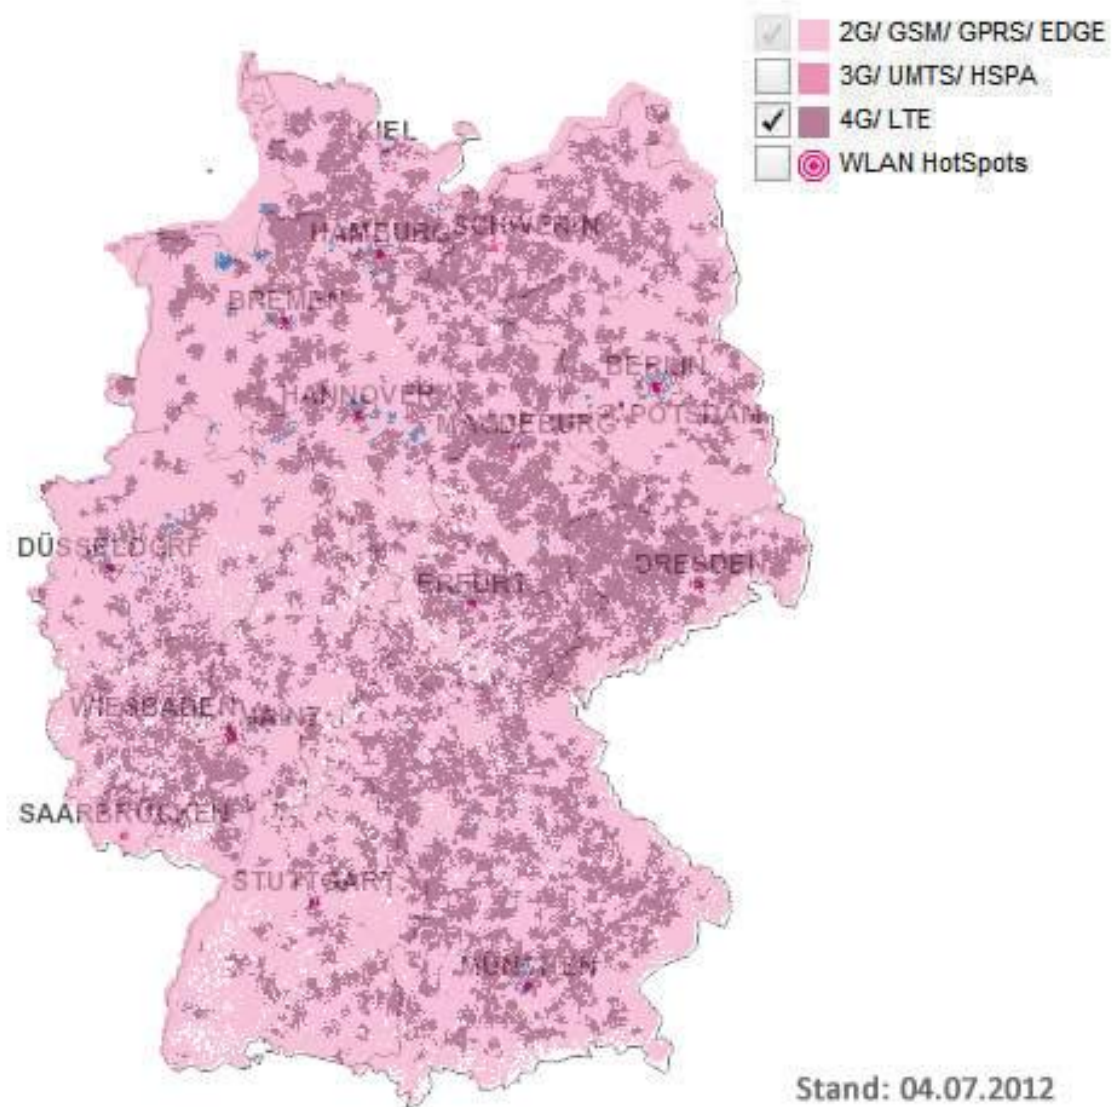 2G/ GSM/ GPRS/ EDGE
3G/ UMTS/ HSPA
4G/ LTE
WLAN HotSpots
KIEL
HAMBURG SCHWERIN
BREMEN
BERLIN
HANNOVER
MAGDEBURG POTSDAM
DÜSSELDORF
DRESDEN
ERFURT
WIESBADEN MAINZ
SAARBRÜCKEN
STUTTGART
MÜNCHEN
Stand: 04.07.2012